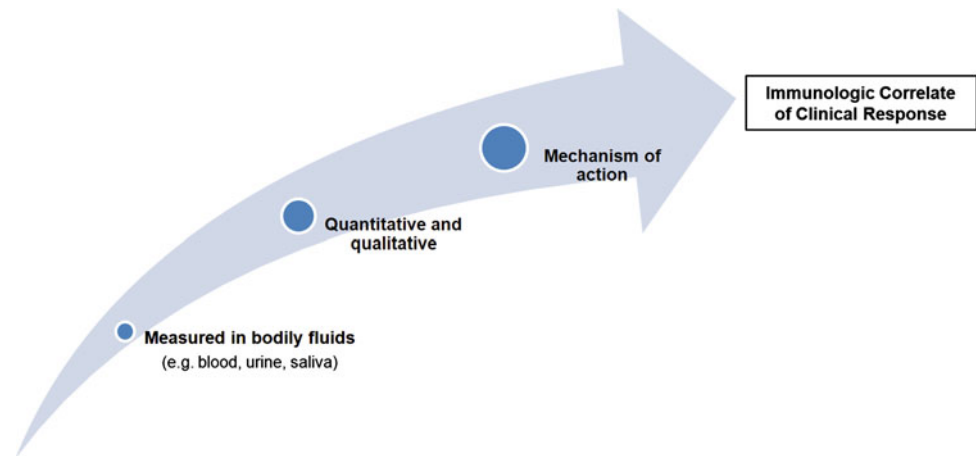 Immunologic Correlate
of Clinical Response
Mechanism of
action
Quantitative and
qualitative
Measured in bodily fluids
(e.g. blood, urine, saliva)